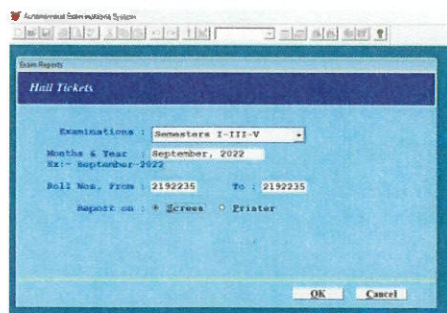 Autonomous Examinations System
Exam Reports
Hall Tickets
Examinations : Semesters I-III-V
Months & Year : September, 2022
Ex:- September-2022
Roll Nos. From : 2192235 To : 2192235
Report on : Screen Printer
OK Cancel